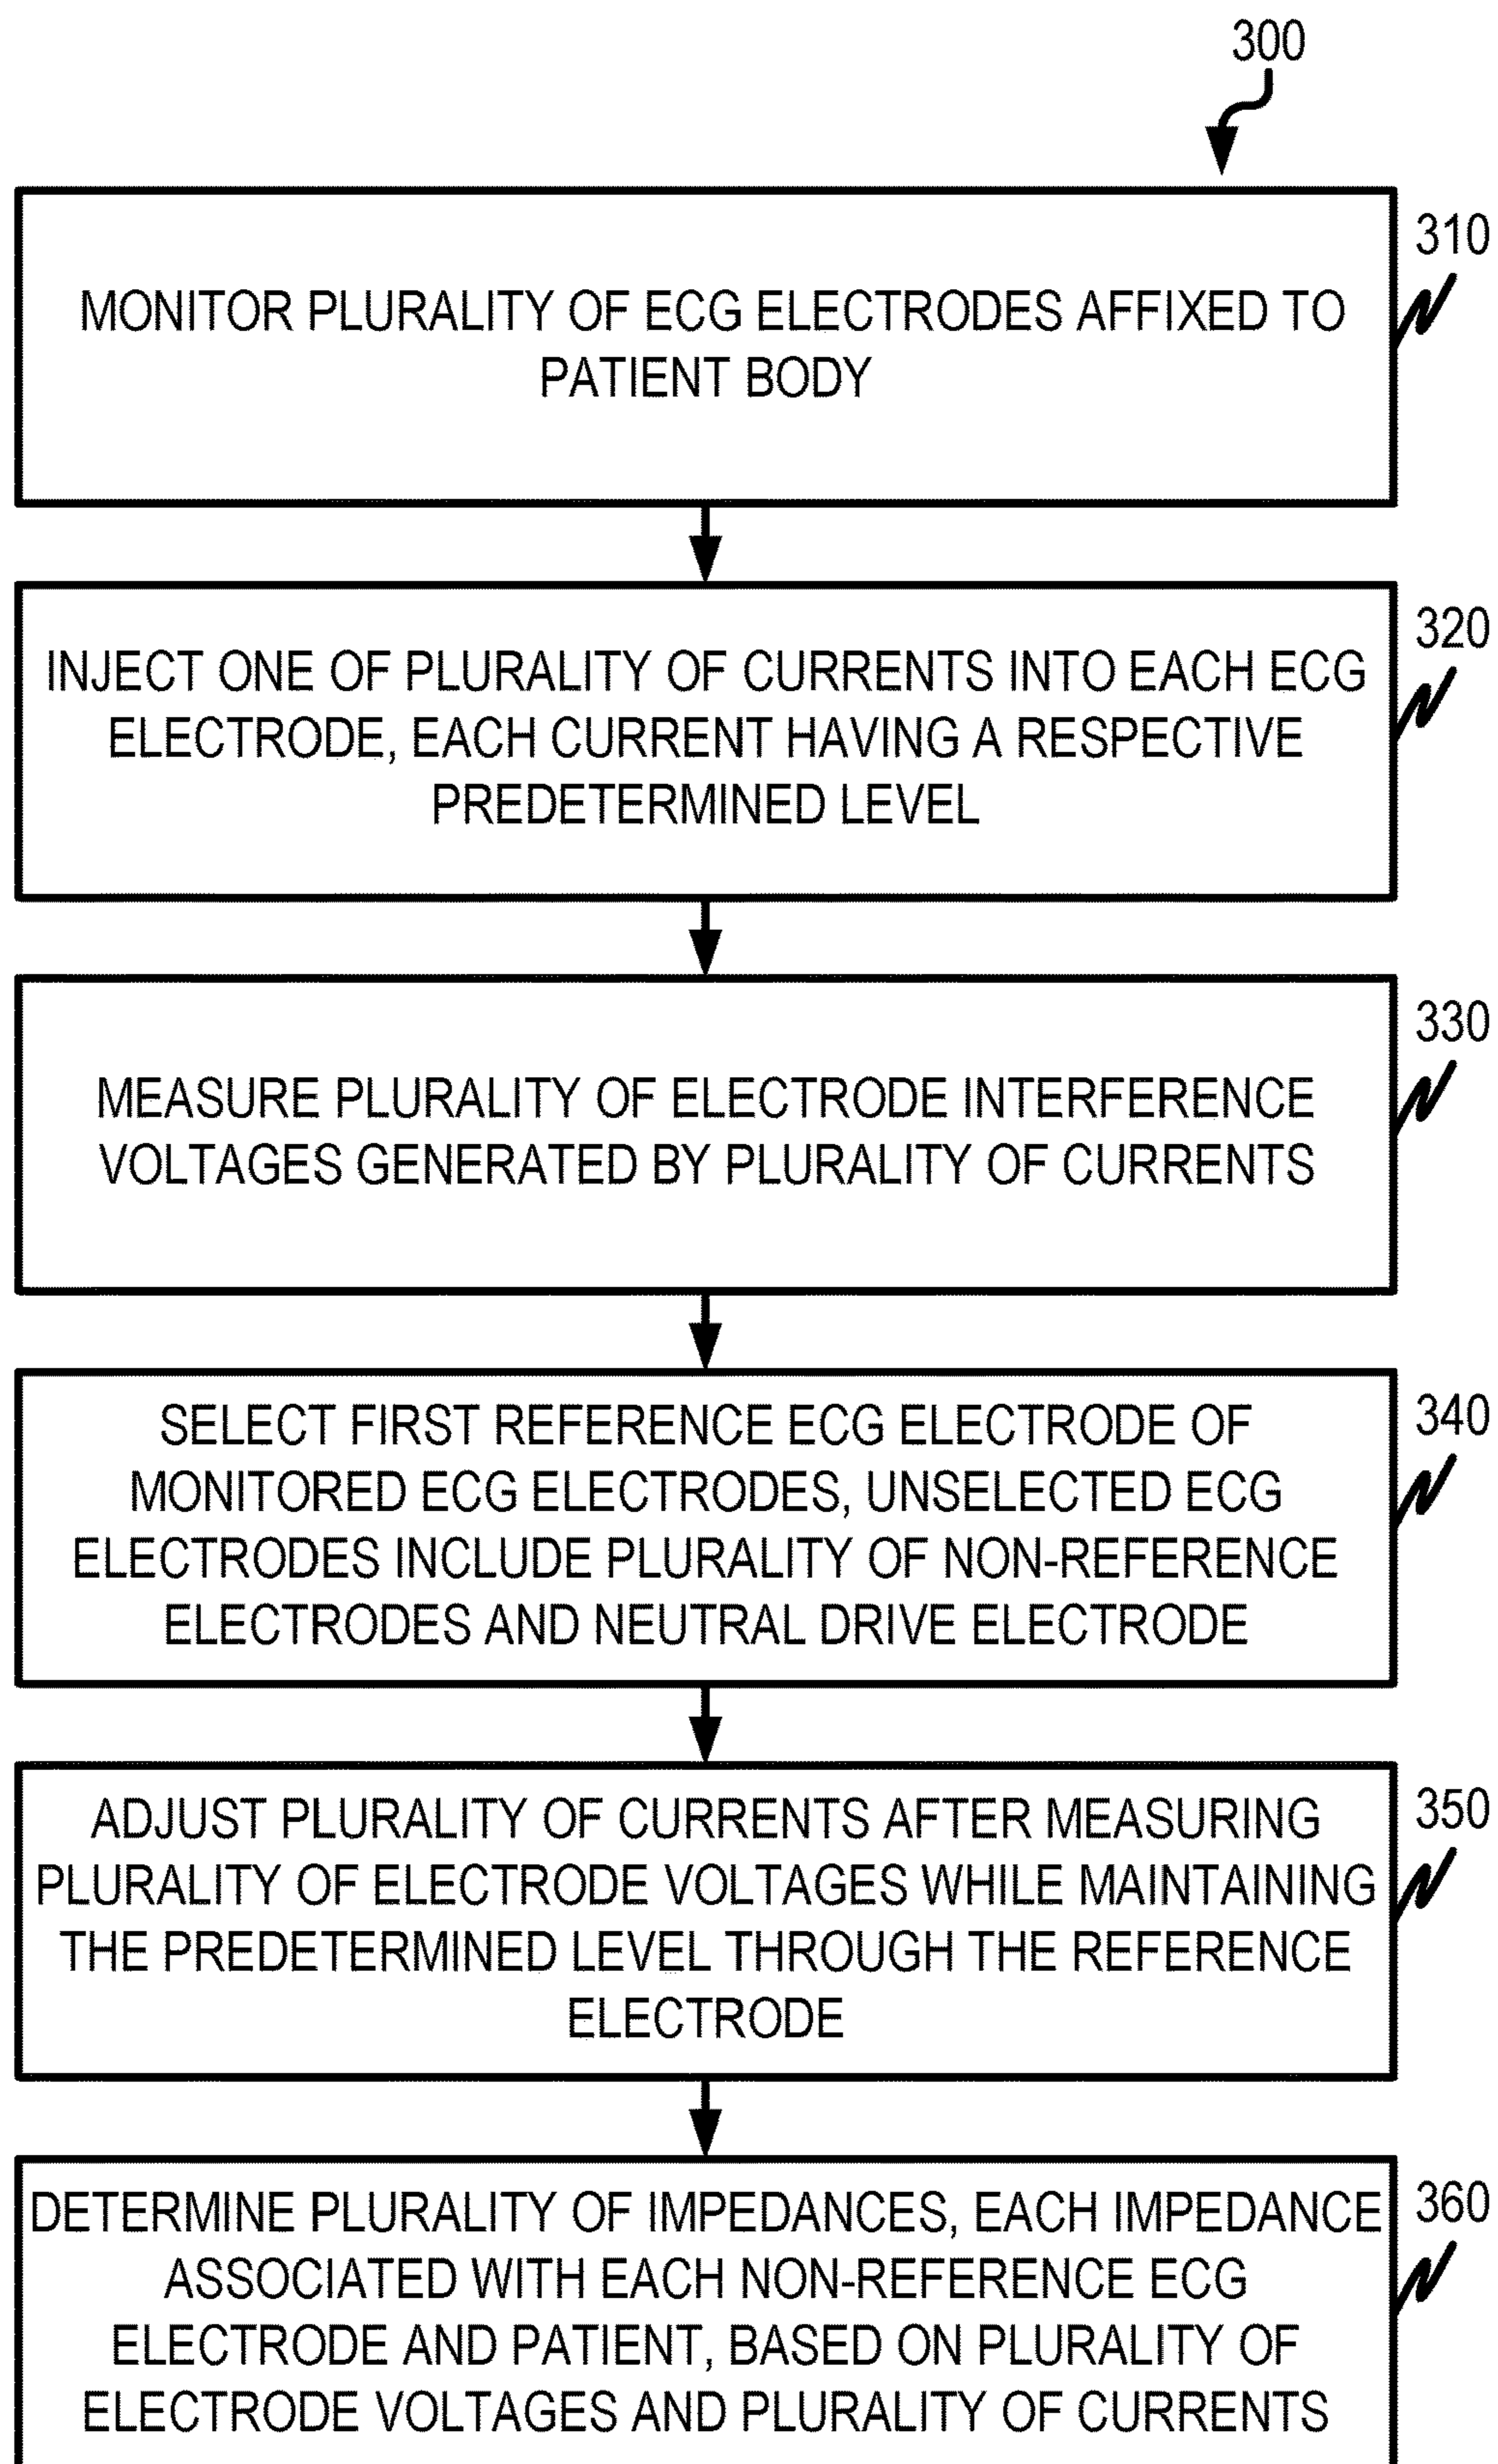 300
310
MONITOR PLURALITY OF ECG ELECTRODES AFFIXED TO
PATIENT BODY
320
INJECT ONE OF PLURALITY OF CURRENTS INTO EACH ECG
ELECTRODE, EACH CURRENT HAVING A RESPECTIVE
PREDETERMINED LEVEL
330
MEASURE PLURALITY OF ELECTRODE INTERFERENCE
VOLTAGES GENERATED BY PLURALITY OF CURRENTS
340
SELECT FIRST REFERENCE ECG ELECTRODE OF
MONITORED ECG ELECTRODES, UNSELECTED ECG
ELECTRODES INCLUDE PLURALITY OF NON-REFERENCE
ELECTRODES AND NEUTRAL DRIVE ELECTRODE
350
ADJUST PLURALITY OF CURRENTS AFTER MEASURING
PLURALITY OF ELECTRODE VOLTAGES WHILE MAINTAINING
THE PREDETERMINED LEVEL THROUGH THE REFERENCE
ELECTRODE
360
DETERMINE PLURALITY OF IMPEDANCES, EACH IMPEDANCE
ASSOCIATED WITH EACH NON-REFERENCE ECG
ELECTRODE AND PATIENT, BASED ON PLURALITY OF
ELECTRODE VOLTAGES AND PLURALITY OF CURRENTS